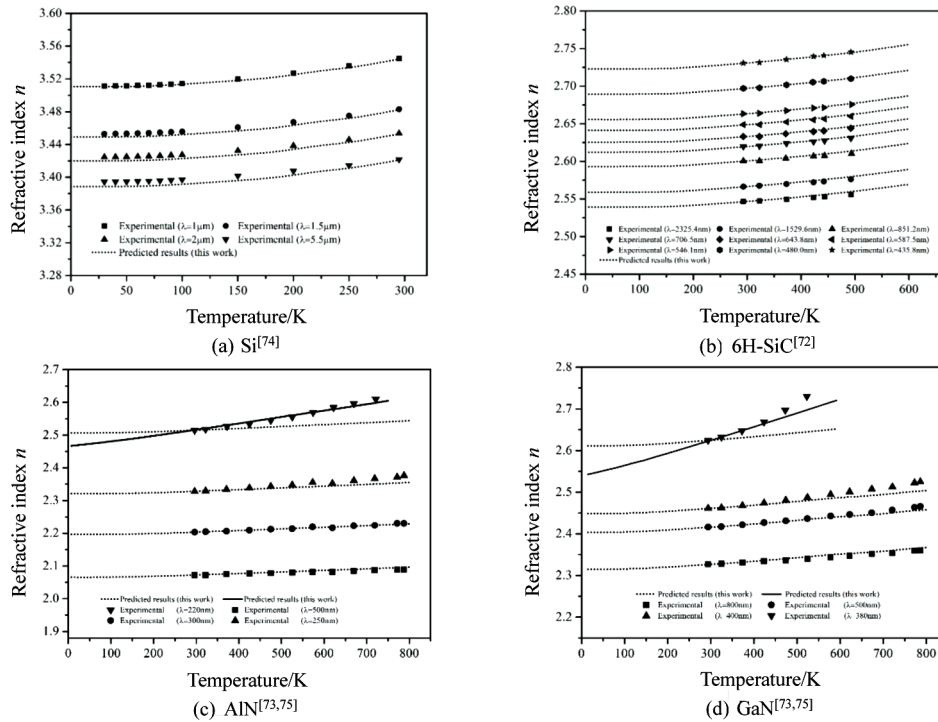 3.60
3.56
3.52
3.48
3.44
3.40
3.36
3.32
3.28
Refractive index n
Experimental (λ=1μm)
Experimental (λ=1.5μm)
Experimental (λ=2μm)
Experimental (λ=5.5μm)
Predicted results (this work)
0 50 100 150 200 250 300
Temperature/K
(a) Si[74]
2.75
2.70
2.65
2.60
2.55
2.50
2.45
Refractive index n
Experimental (λ=2325.4nm)
Experimental (λ=1529.6nm)
Experimental (λ=851.2nm)
Experimental (λ=706.5nm)
Experimental (λ=643.8nm)
Experimental (λ=587.5nm)
Experimental (λ=546.1nm)
Experimental (λ=480.0nm)
Experimental (λ=435.8nm)
Predicted results (this work)
0 100 200 300 400 500 600
Temperature/K
(b) 6H-SiC[72]
2.7
2.6
2.5
2.4
2.3
2.2
2.1
2.0
1.9
Refractive index n
Predicted results (this work)
Predicted results (this work)
Experimental (λ=220nm)
Experimental (λ=500nm)
Experimental (λ=300nm)
Experimental (λ=250nm)
0 100 200 300 400 500 600 700 800
Temperature/K
(c) AlN[73,75]
2.8
2.7
2.6
2.5
2.4
2.3
2.2
Refractive index n
Predicted results (this work)
Predicted results (this work)
Experimental (λ=800nm)
Experimental (λ=500nm)
Experimental (λ 400nm)
Experimental (λ 380nm)
0 100 200 300 400 500 600 700 800
Temperature/K
(d) GaN[73,75]